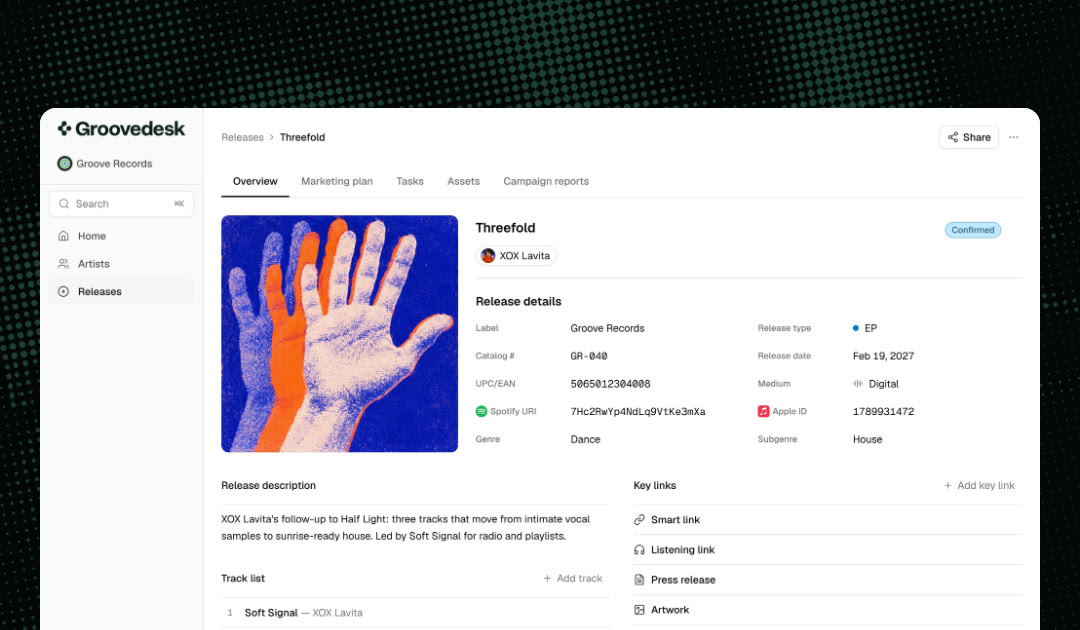 Groovedesk
Groove Records
Search ⌘K
Home
Artists
Releases
Releases > Threefold
Share
Overview Marketing plan Tasks Assets Campaign reports
Threefold
Confirmed
XOX Lavita
Release details
Label Groove Records Release type EP
Catalog # GR-040 Release date Feb 19, 2027
UPC/EAN 5065012304008 Medium Digital
Spotify URI 7Hc2RwYp4NdLq9VtKe3mXa Apple ID 1789931472
Genre Dance Subgenre House
Release description
XOX Lavita's follow-up to Half Light: three tracks that move from intimate vocal
samples to sunrise-ready house. Led by Soft Signal for radio and playlists.
Track list + Add track
1 Soft Signal — XOX Lavita
Key links + Add key link
Smart link
Listening link
Press release
Artwork